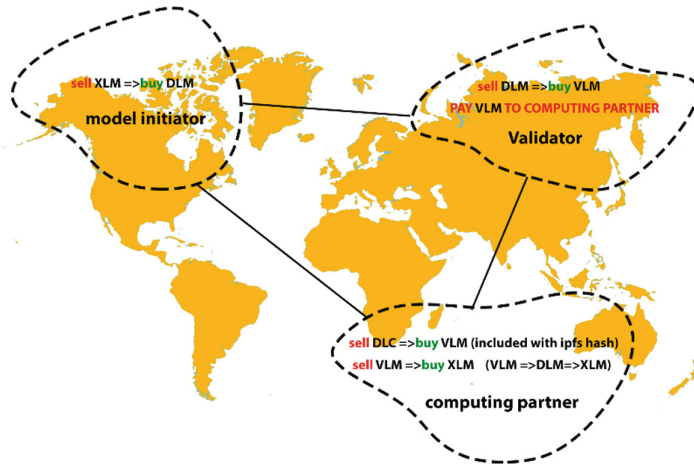 sell XLM =>buy DLM
model initiator
sell DLM =>buy VLM
PAY VLM TO COMPUTING PARTNER
Validator
sell DLC =>buy VLM (included with ipfs hash)
sell VLM =>buy XLM (VLM =>DLM=>XLM)
computing partner